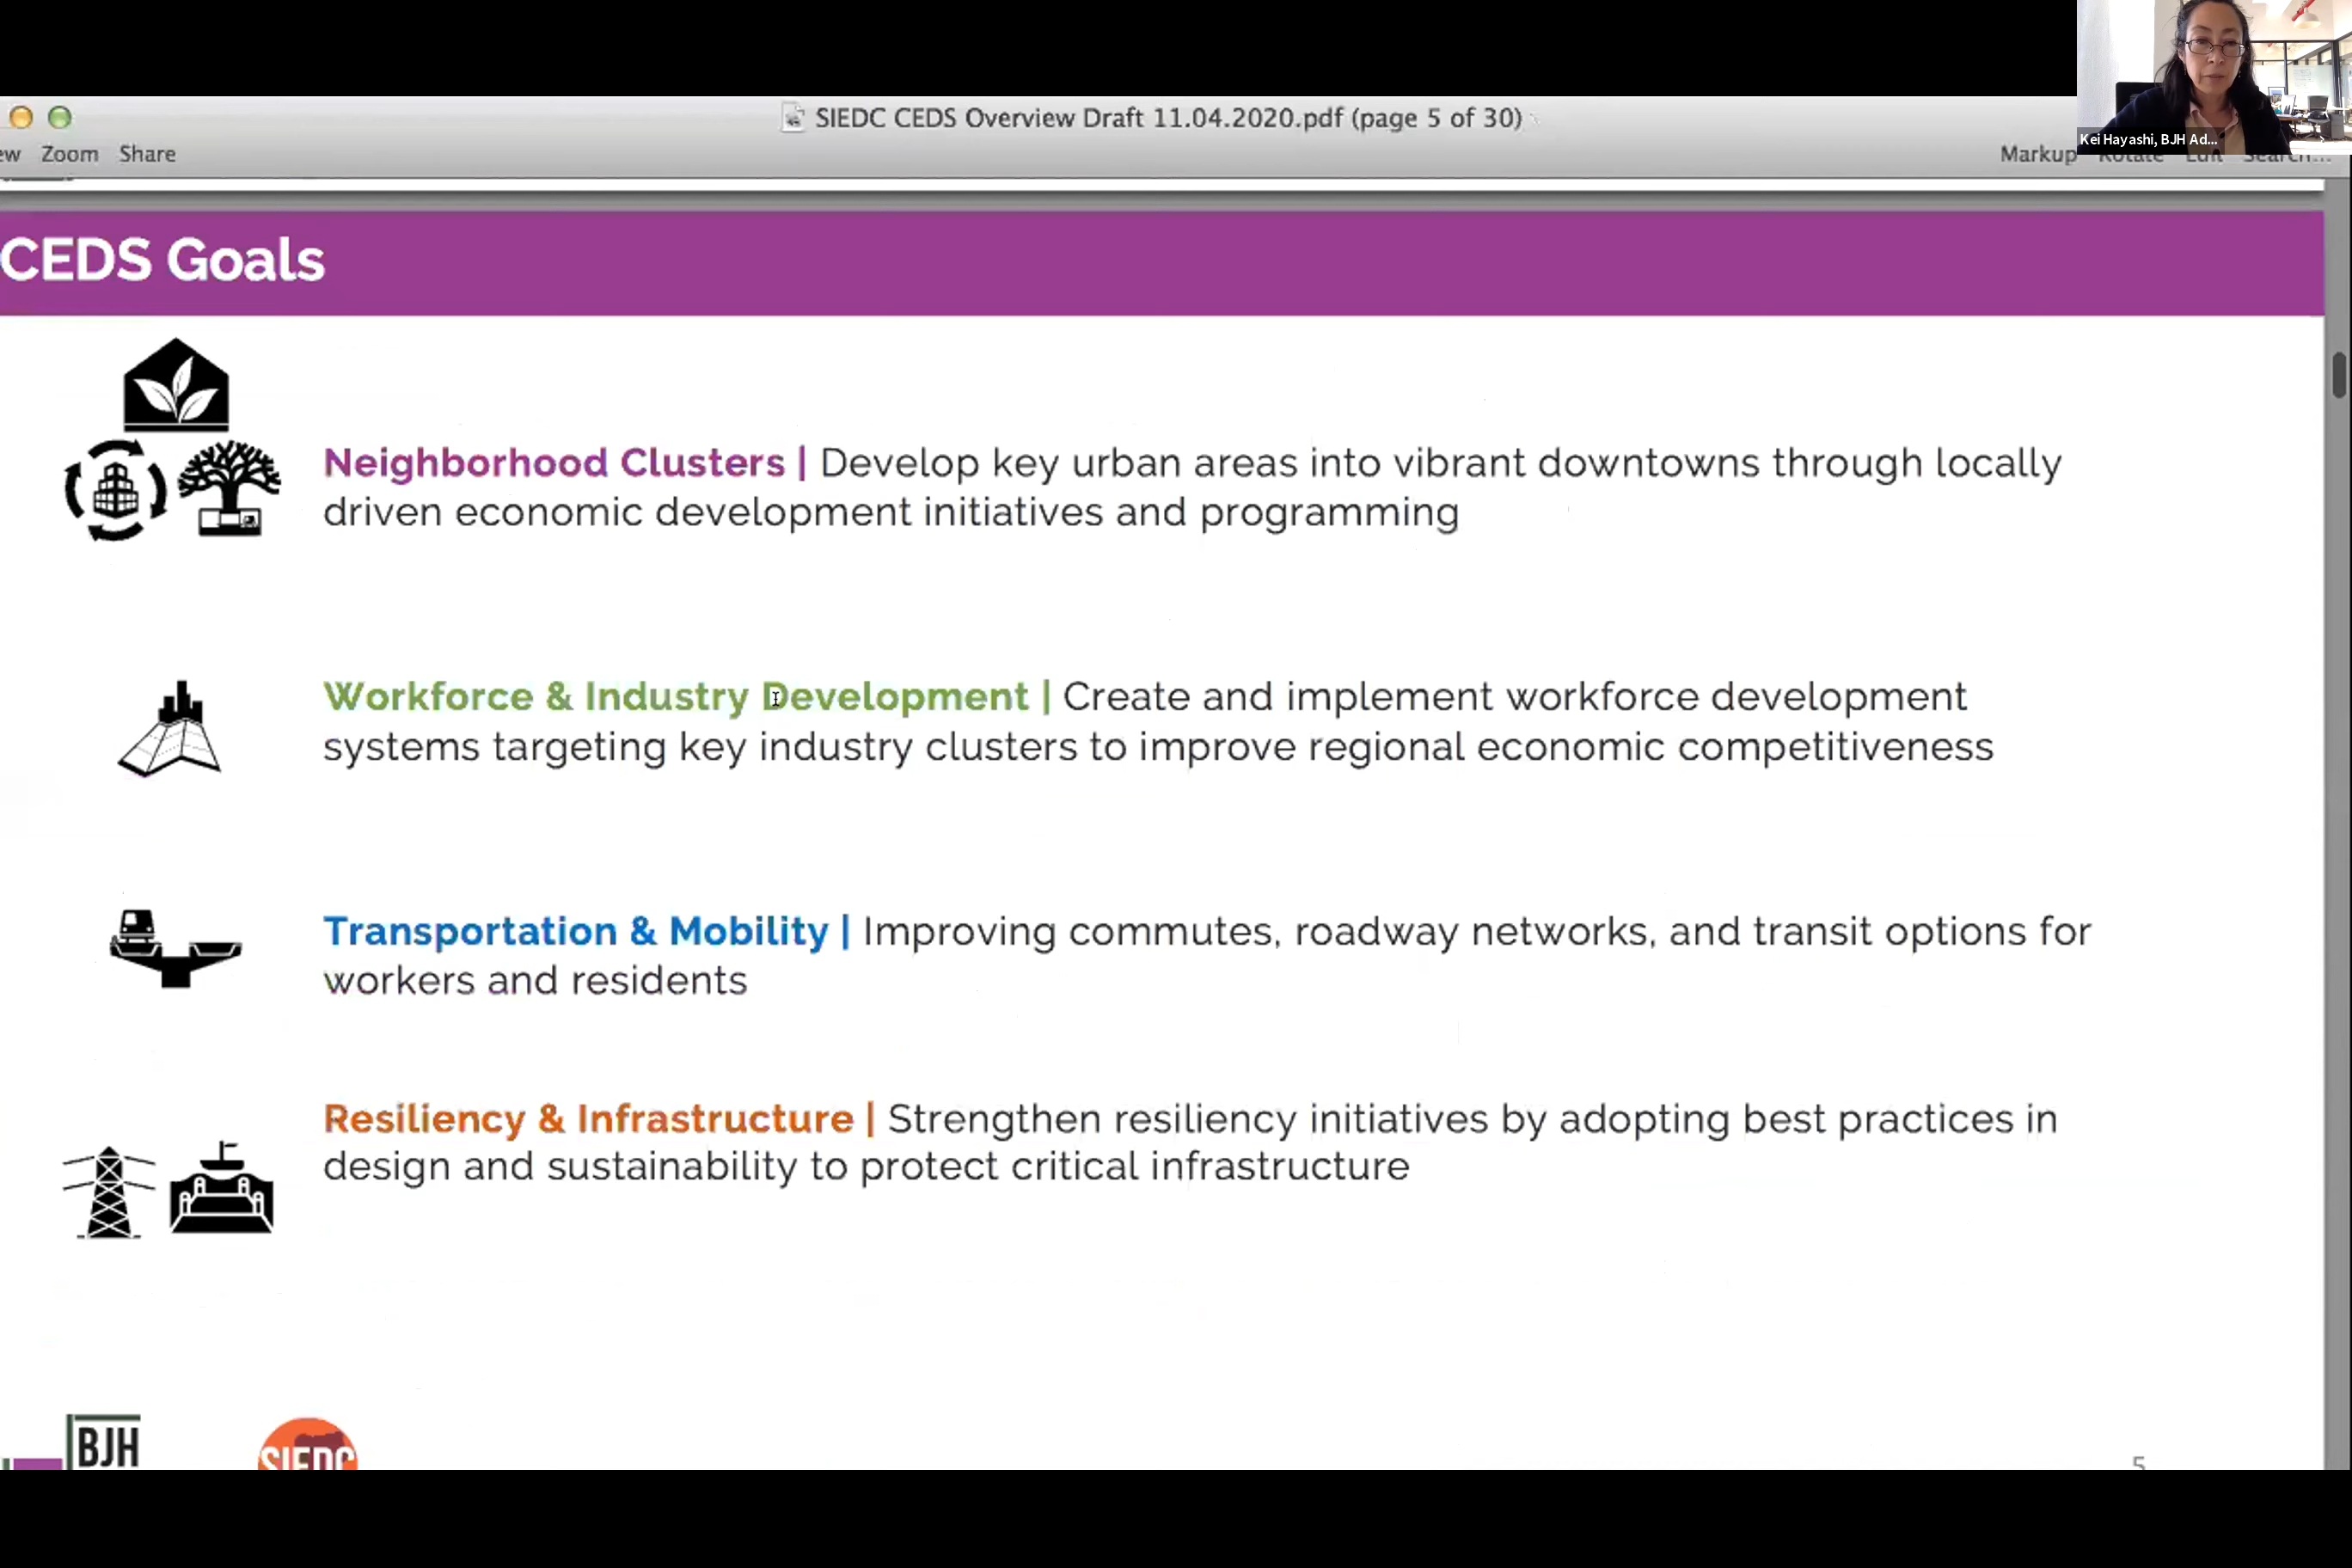 SIEDC CEDS Overview Draft 11.04.2020.pdf (page 5 of 30)
Zoom Share
Markup Rotate Edit Search...
Kei Hayashi, BJH Ad...
CEDS Goals
Neighborhood Clusters | Develop key urban areas into vibrant downtowns through locally
driven economic development initiatives and programming
Workforce & Industry Development | Create and implement workforce development
systems targeting key industry clusters to improve regional economic competitiveness
Transportation & Mobility | Improving commutes, roadway networks, and transit options for
workers and residents
Resiliency & Infrastructure | Strengthen resiliency initiatives by adopting best practices in
design and sustainability to protect critical infrastructure
BJH
SIEDC
5